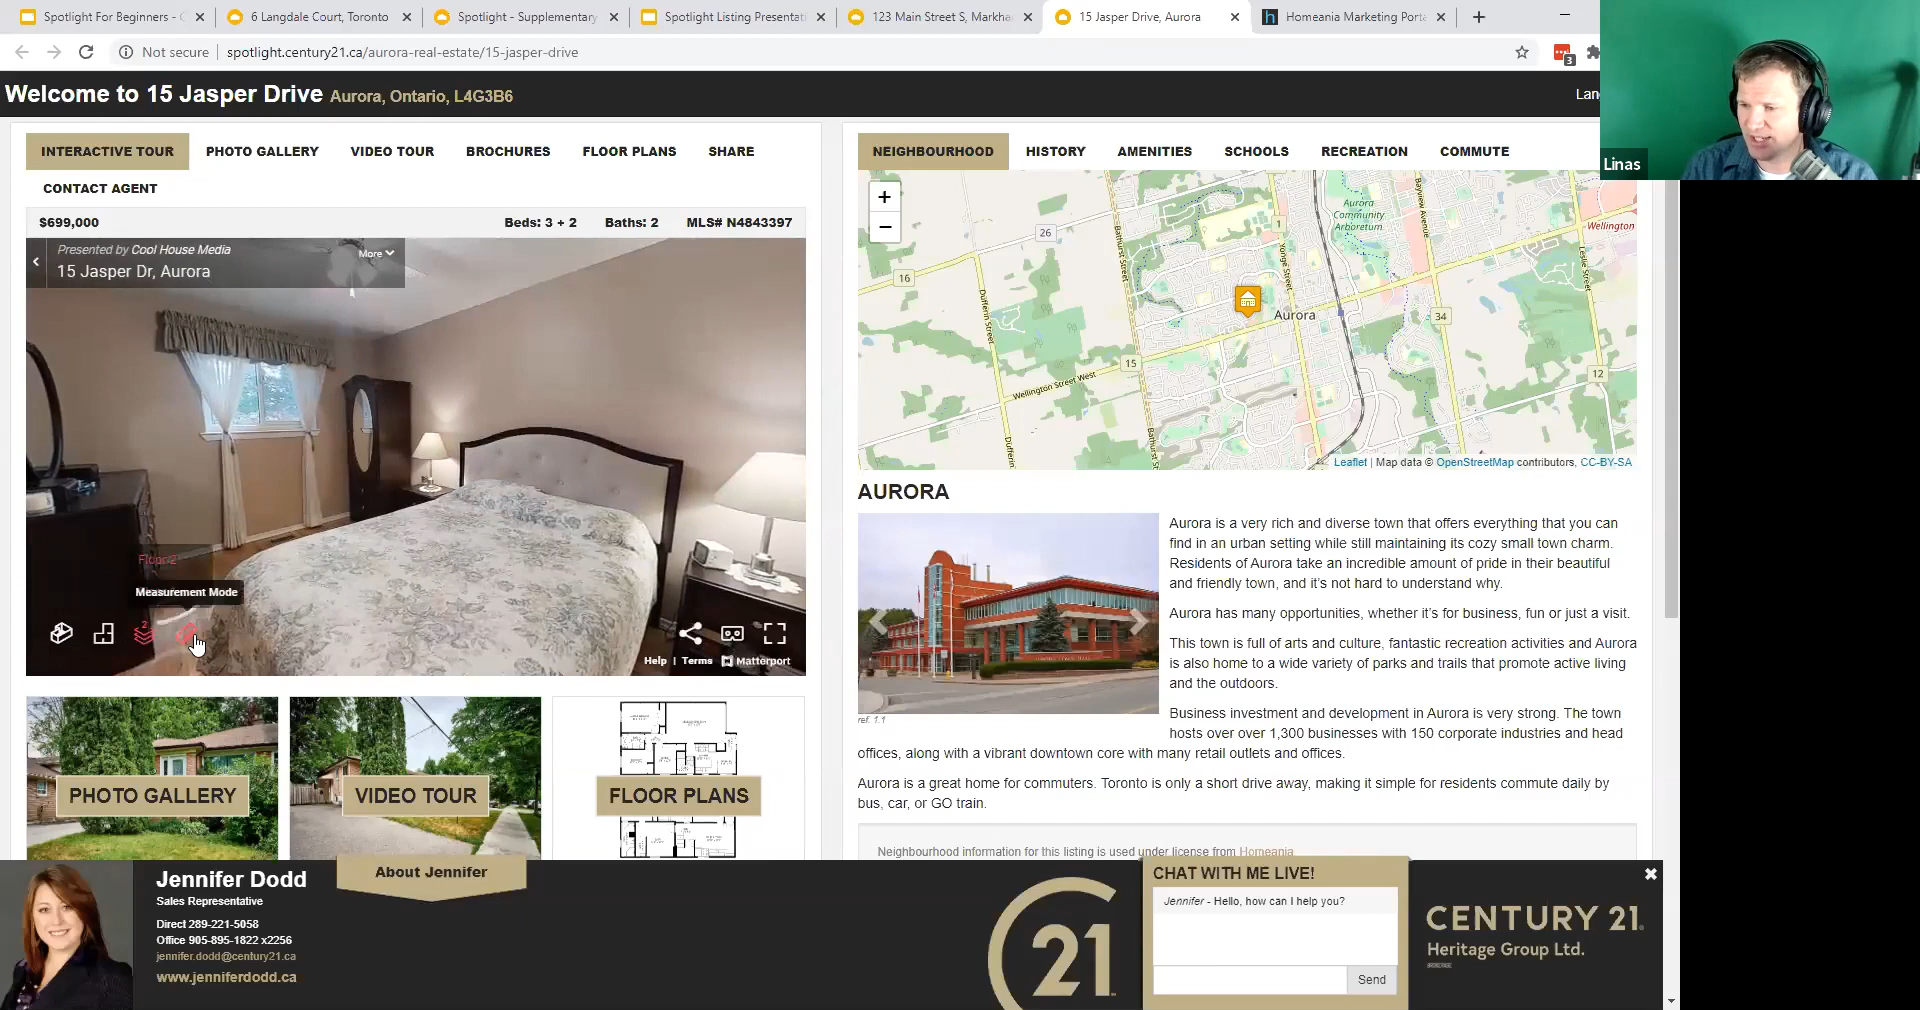 Spotlight For Beginners - C
6 Langdale Court, Toronto
Spotlight - Supplementary
Spotlight Listing Presentati
123 Main Street S, Markha
15 Jasper Drive, Aurora
Homeania Marketing Porta
Not secure
spotlight.century21.ca/aurora-real-estate/15-jasper-drive
3
Welcome to 15 Jasper Drive Aurora, Ontario, L4G3B6
Lan
Linas
INTERACTIVE TOUR
PHOTO GALLERY
VIDEO TOUR
BROCHURES
FLOOR PLANS
SHARE
CONTACT AGENT
$699,000
Beds: 3 + 2
Baths: 2
MLS# N4843397
Presented by Cool House Media
More
15 Jasper Dr, Aurora
Floor 2
Measurement Mode
2
Help | Terms
Matterport
PHOTO GALLERY
VIDEO TOUR
FLOOR PLANS
NEIGHBOURHOOD
HISTORY
AMENITIES
SCHOOLS
RECREATION
COMMUTE
+
−
Aurora
Community
Arboretum
Bayview Avenue
Leslie Street
Wellington
26
1
16
Bathurst Street
Yonge Street
Dufferin Street
Aurora
34
15
12
Wellington Street West
Leaflet | Map data © OpenStreetMap contributors, CC-BY-SA
AURORA
Aurora is a very rich and diverse town that offers everything that you can
find in an urban setting while still maintaining its cozy small town charm.
Residents of Aurora take an incredible amount of pride in their beautiful
and friendly town, and it's not hard to understand why.
Aurora has many opportunities, whether it's for business, fun or just a visit.
This town is full of arts and culture, fantastic recreation activities and Aurora
is also home to a wide variety of parks and trails that promote active living
and the outdoors.
ref. 1.1
Business investment and development in Aurora is very strong. The town
hosts over over 1,300 businesses with 150 corporate industries and head
offices, along with a vibrant downtown core with many retail outlets and offices.
Aurora is a great home for commuters. Toronto is only a short drive away, making it simple for residents commute daily by
bus, car, or GO train.
Neighbourhood information for this listing is used under license from Homeania
Jennifer Dodd
Sales Representative
Direct 289-221-5058
Office 905-895-1822 x2256
jennifer.dodd@century21.ca
www.jenniferdodd.ca
About Jennifer
21
CHAT WITH ME LIVE!
Jennifer - Hello, how can I help you?
Send
CENTURY 21.
Heritage Group Ltd.